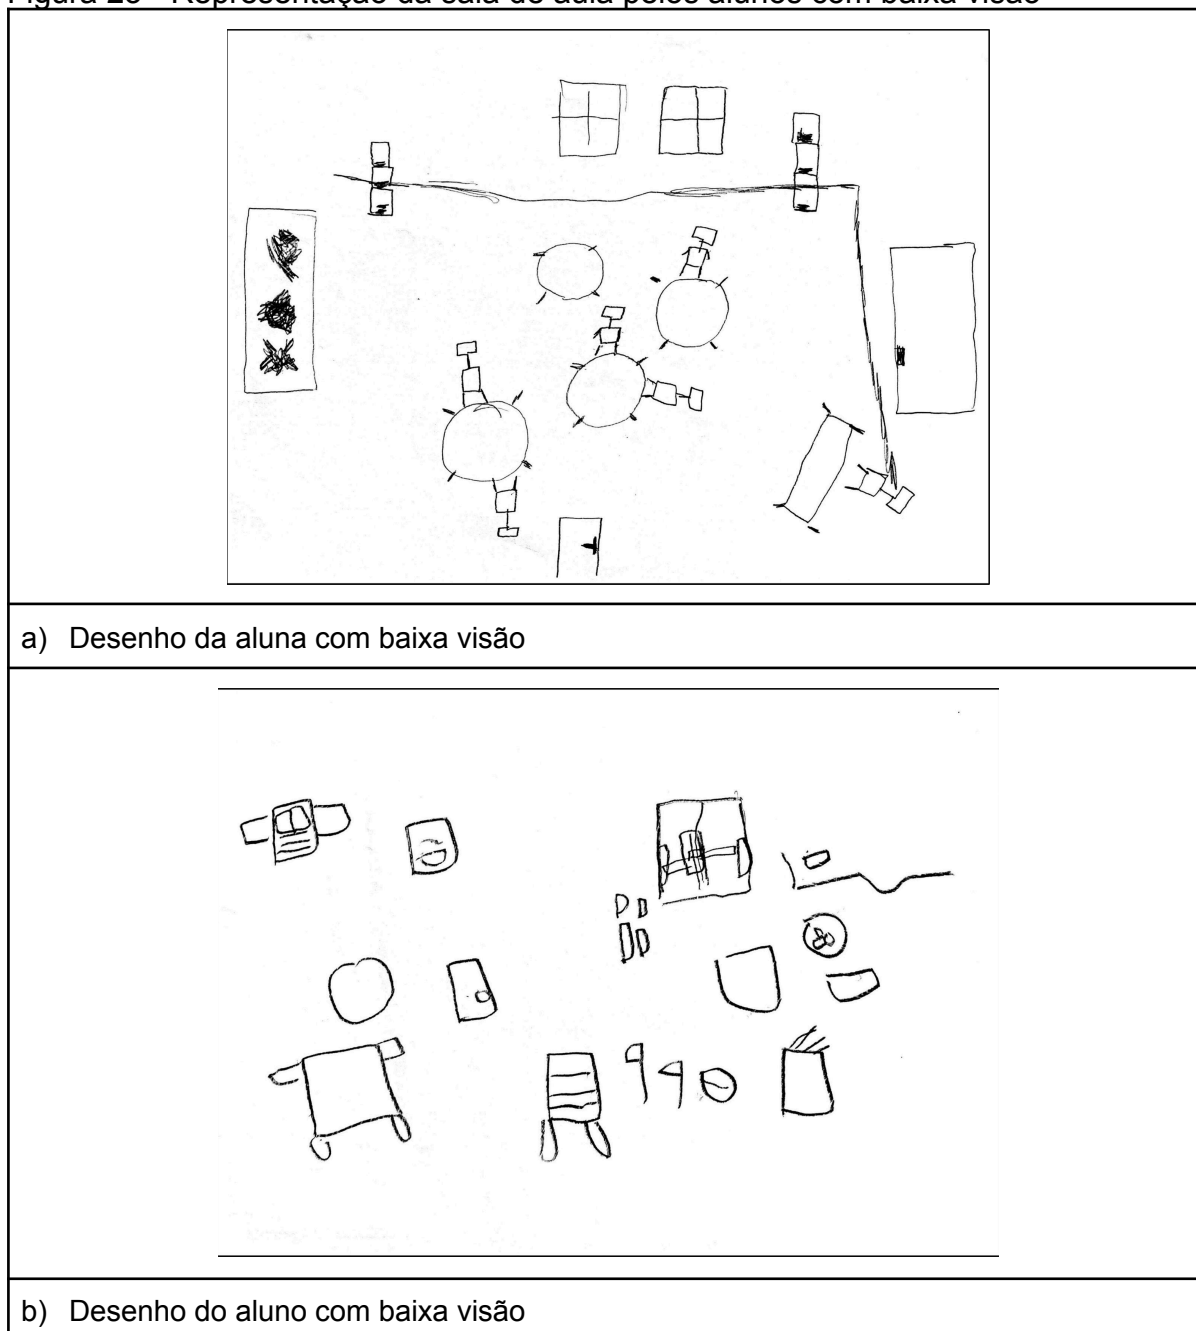 Figura 28 - Representação da sala de aula pelos alunos com baixa visão
a) Desenho da aluna com baixa visão
b) Desenho do aluno com baixa visão